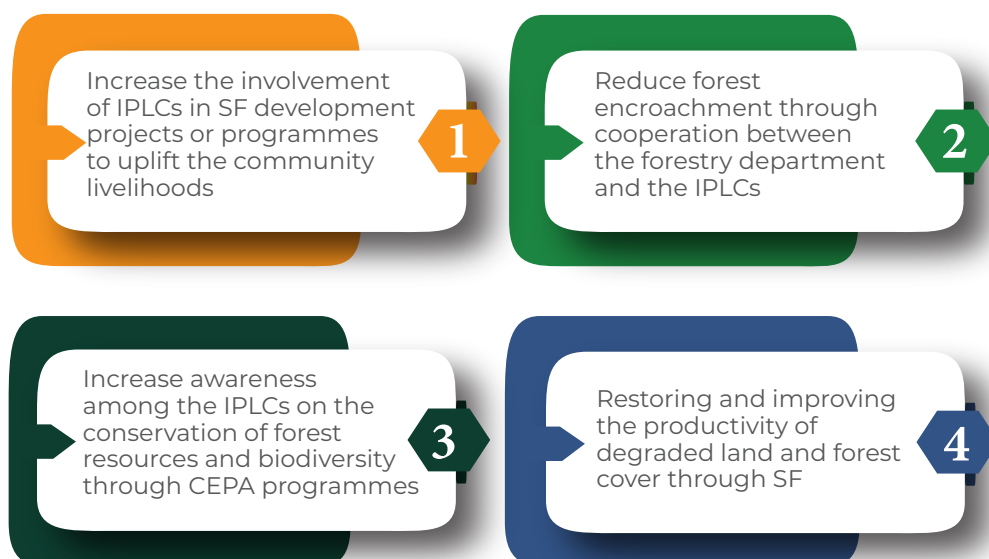 Increase the involvement
of IPLCs in SF development
projects or programmes
to uplift the community
livelihoods
1
Reduce forest
encroachment through
cooperation between
the forestry department
and the IPLCs
2
Increase awareness
among the IPLCs on the
conservation of forest
resources and biodiversity
through CEPA programmes
3
Restoring and improving
the productivity of
degraded land and forest
cover through SF
4